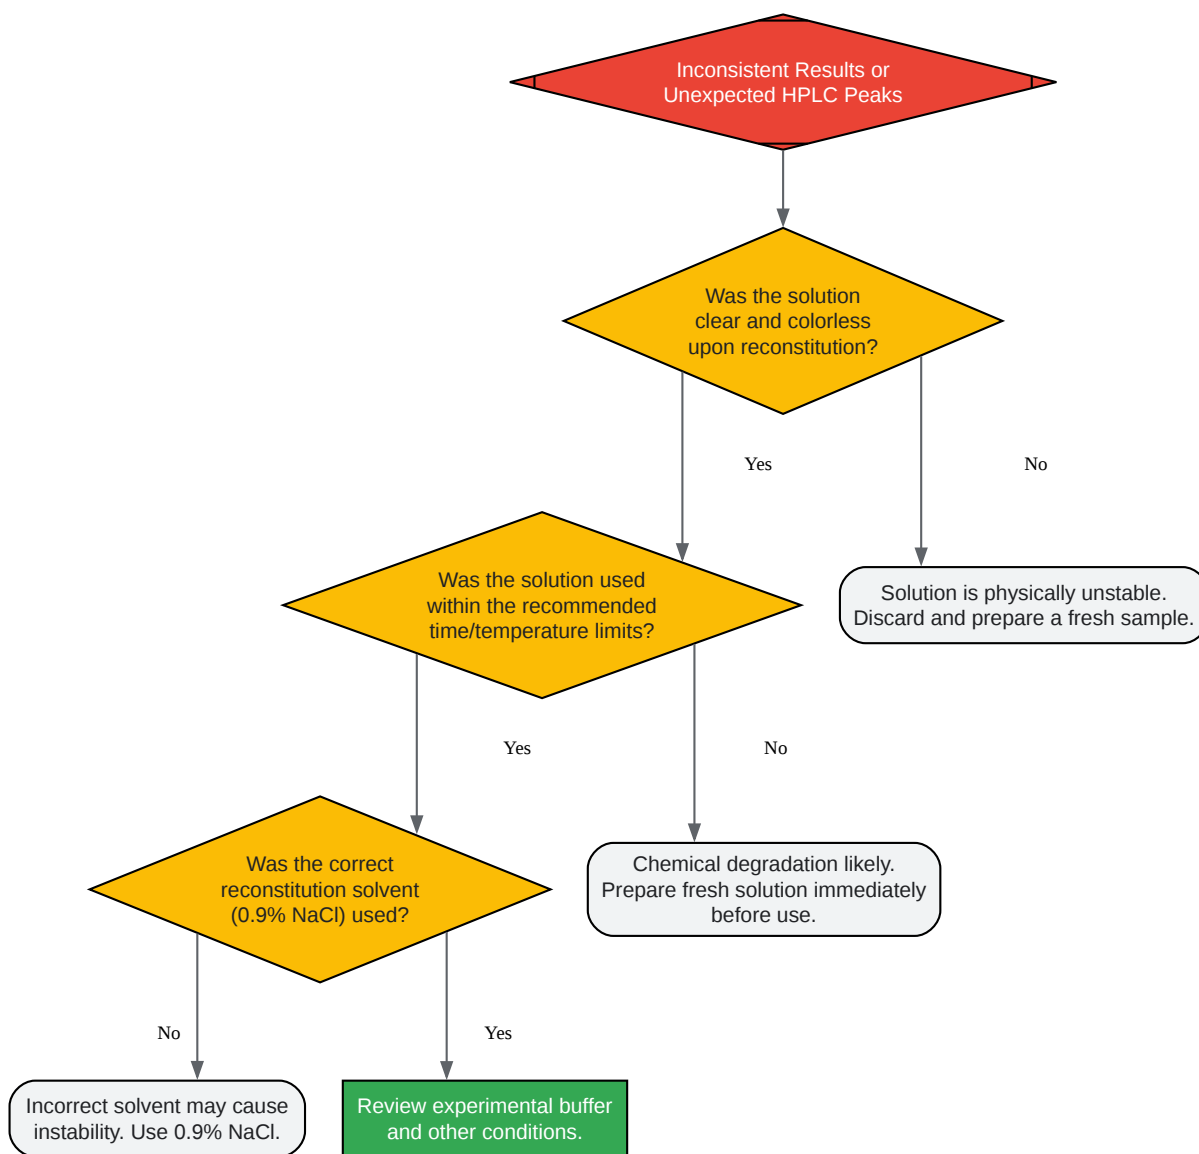 Inconsistent Results or
Unexpected HPLC Peaks
Was the solution
clear and colorless
upon reconstitution?
Yes
No
Was the solution used
within the recommended
time/temperature limits?
Solution is physically unstable.
Discard and prepare a fresh sample.
Yes
No
Was the correct
reconstitution solvent
(0.9% NaCl) used?
Chemical degradation likely.
Prepare fresh solution immediately
before use.
No
Yes
Incorrect solvent may cause
instability. Use 0.9% NaCl.
Review experimental buffer
and other conditions.